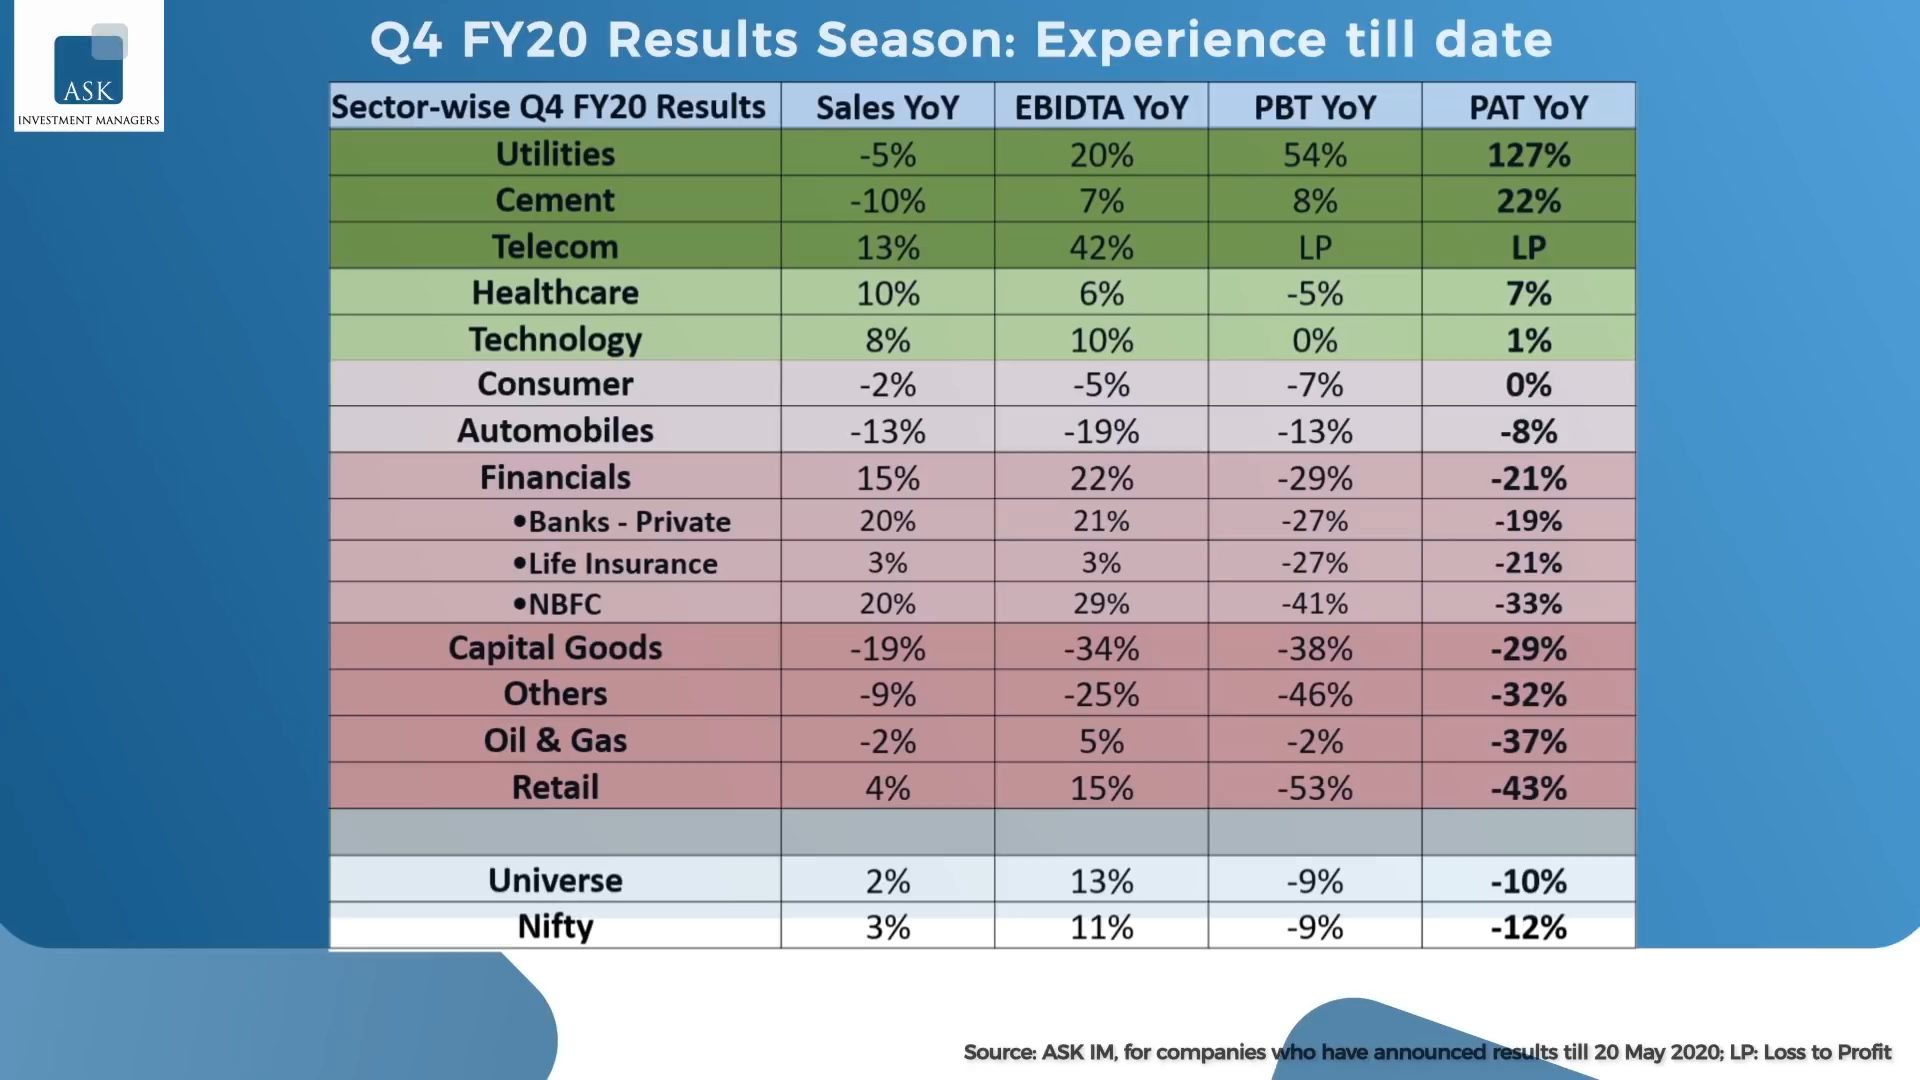 ASK
INVESTMENT MANAGERS
Q4 FY20 Results Season: Experience till date
Sector-wise Q4 FY20 Results Sales YoY EBIDTA YoY PBT YoY PAT YoY
Utilities -5% 20% 54% 127%
Cement -10% 7% 8% 22%
Telecom 13% 42% LP LP
Healthcare 10% 6% -5% 7%
Technology 8% 10% 0% 1%
Consumer -2% -5% -7% 0%
Automobiles -13% -19% -13% -8%
Financials 15% 22% -29% -21%
•Banks - Private 20% 21% -27% -19%
•Life Insurance 3% 3% -27% -21%
•NBFC 20% 29% -41% -33%
Capital Goods -19% -34% -38% -29%
Others -9% -25% -46% -32%
Oil & Gas -2% 5% -2% -37%
Retail 4% 15% -53% -43%
Universe 2% 13% -9% -10%
Nifty 3% 11% -9% -12%
Source: ASK IM, for companies who have announced results till 20 May 2020; LP: Loss to Profit